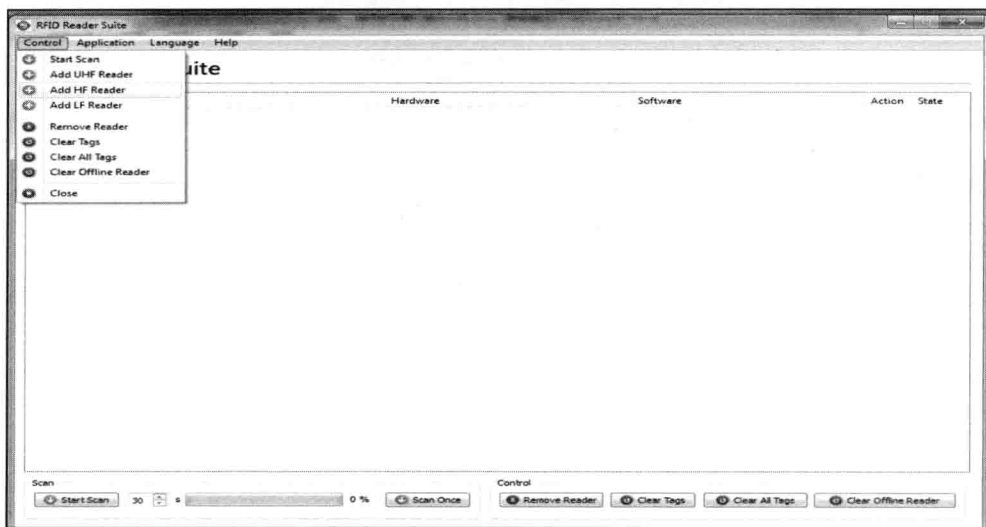 RFID Reader Suite
Control Application Language Help
Start Scan
uite
Add UHF Reader
Add HF Reader
Add LF Reader
Hardware Software Action State
Remove Reader
Clear Tags
Clear All Tags
Clear Offline Reader
Close
Scan Control
Start Scan 30 s 0 % Scan Once Remove Reader Clear Tags Clear All Tags Clear Offline Reader